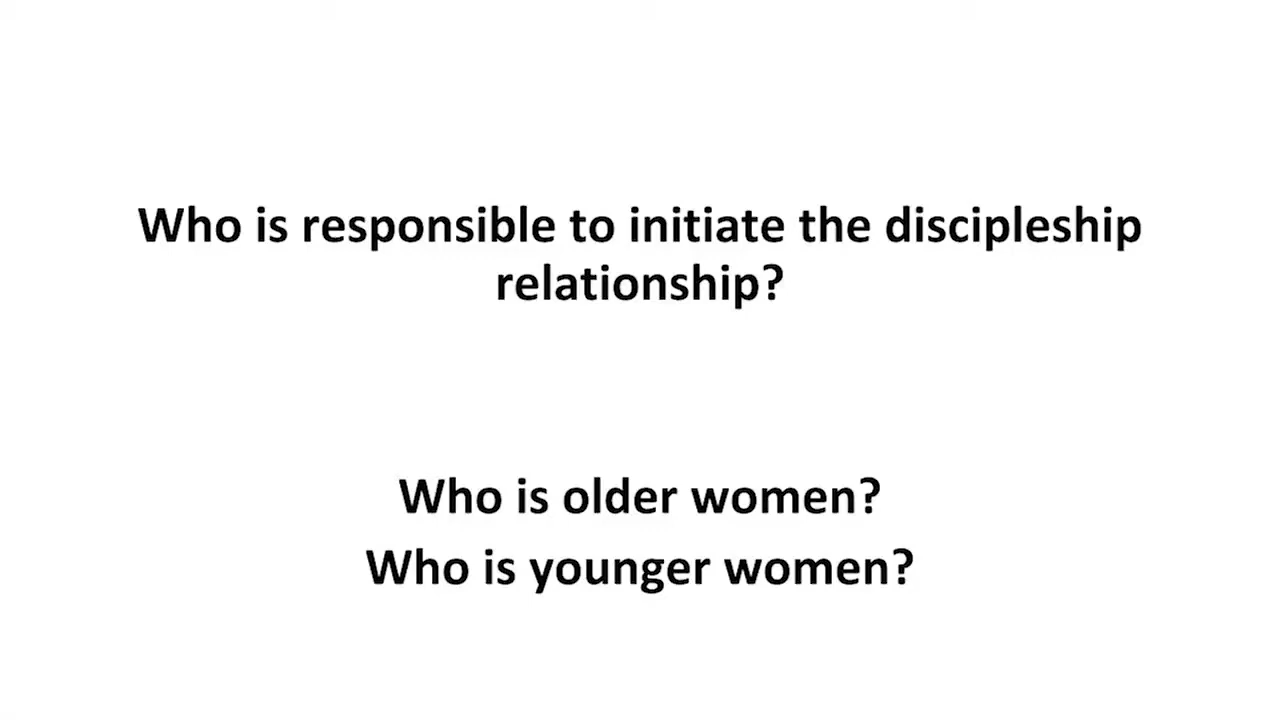 Who is responsible to initiate the discipleship
relationship?
Who is older women?
Who is younger women?